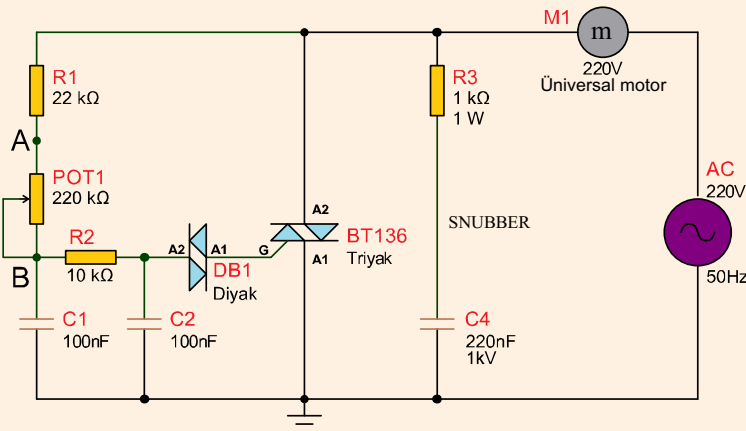 M1
m
220V
Üniversal motor
R1
22 kΩ
R3
1 kΩ
1 W
A
POT1
220 kΩ
AC
220V
50Hz
A2
SNUBBER
BT136
Triyak
A1
G
R2
10 kΩ
A2
A1
DB1
Diyak
B
C1
100nF
C2
100nF
C4
220nF
1kV